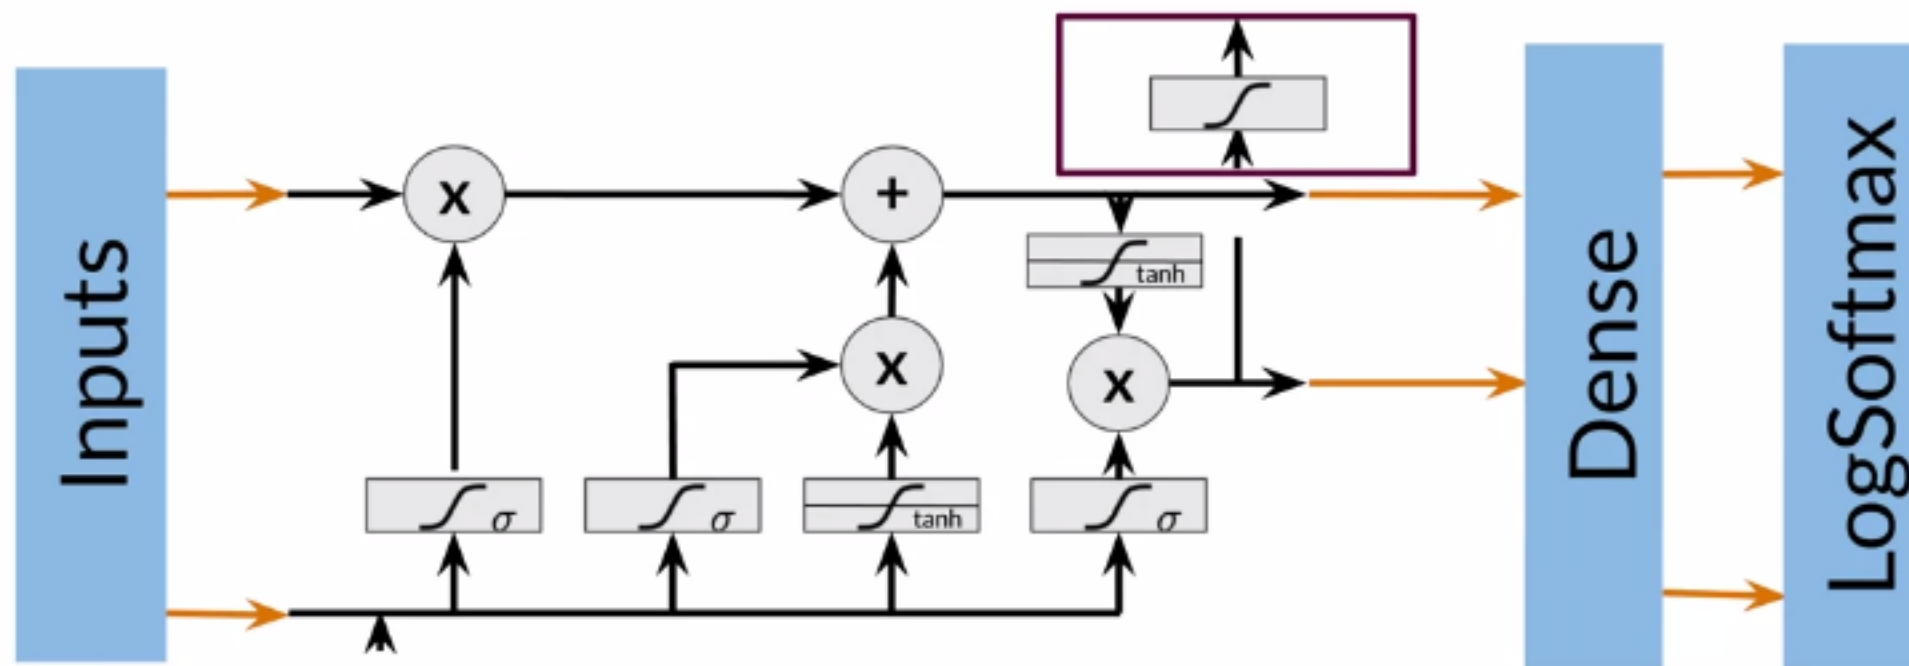 Inputs
x
+
tanh
x
x
σ
σ
tanh
σ
Dense
LogSoftmax